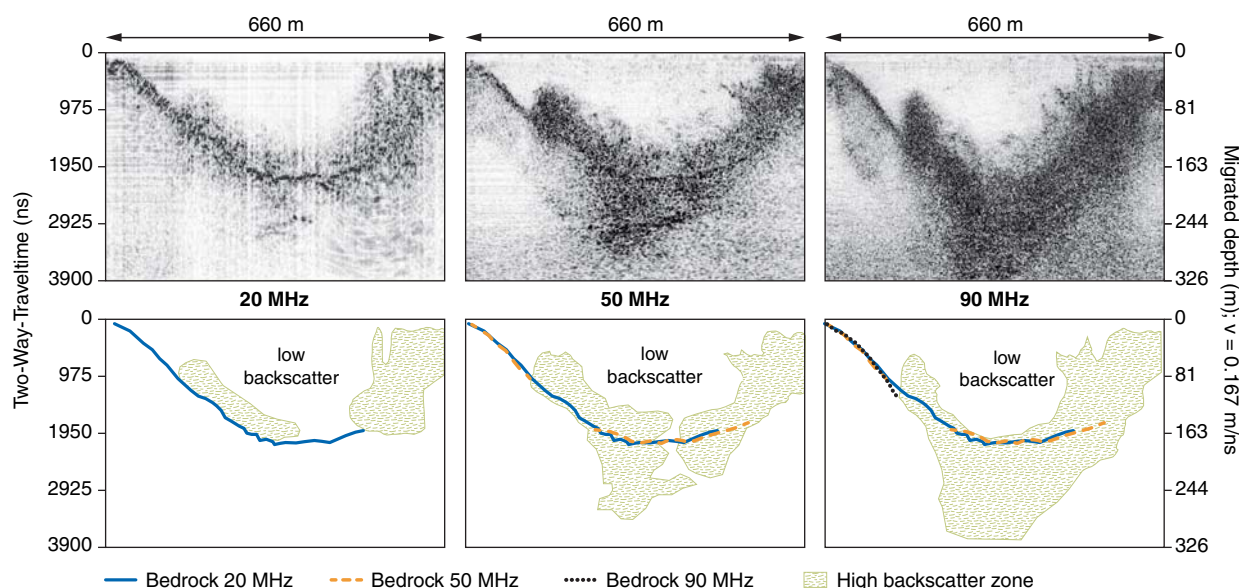 660 m 660 m 660 m
0 0
975 81
1950 163
2925 244
3900 326
20 MHz 50 MHz 90 MHz
0 0
975 81
1950 163
2925 244
3900 326
Two-Way-Traveltime (ns)
Migrated depth (m); v = 0.167 m/ns
low low low
backscatter backscatter backscatter
Bedrock 20 MHz Bedrock 50 MHz Bedrock 90 MHz High backscatter zone